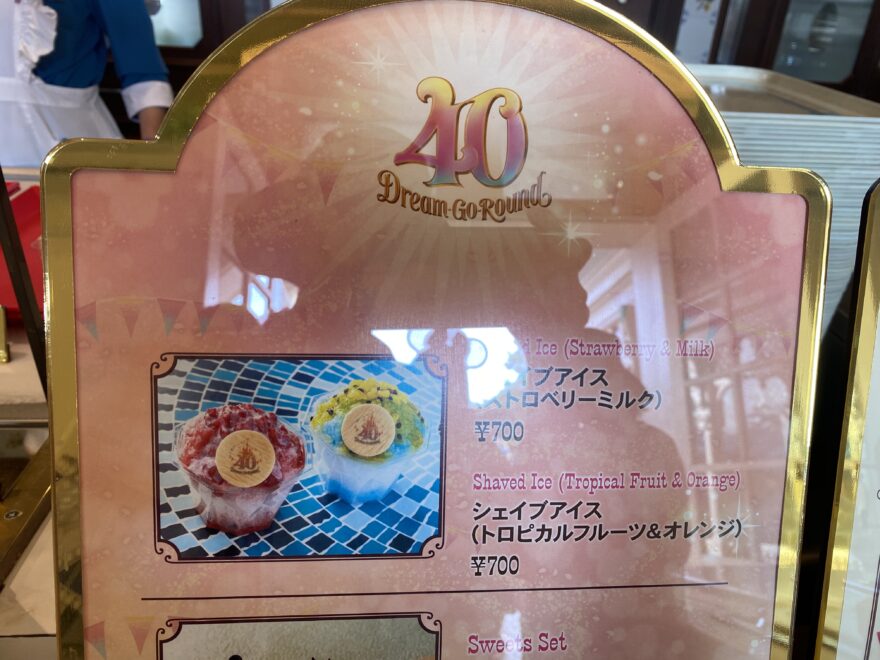 40
Dream-Go-Round
Ice (Strawberry & Milk)
イブアイス
ストロベリーミルク）
¥700
40
40
Shaved Ice (Tropical Fruit & Orange)
シェイブアイス
（トロピカルフルーツ&オレンジ）
¥700
Sweets Set